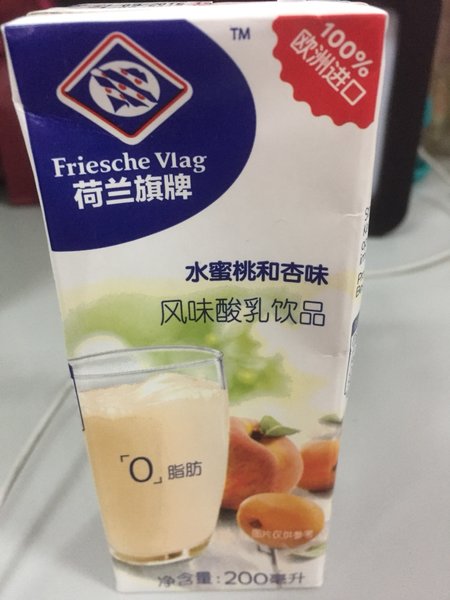 TM
100%
欧洲进口
Friesche Vlag
荷兰旗牌
水蜜桃和杏味
风味酸乳饮品
「0」脂肪
图片仅供参考
净含量:200毫升